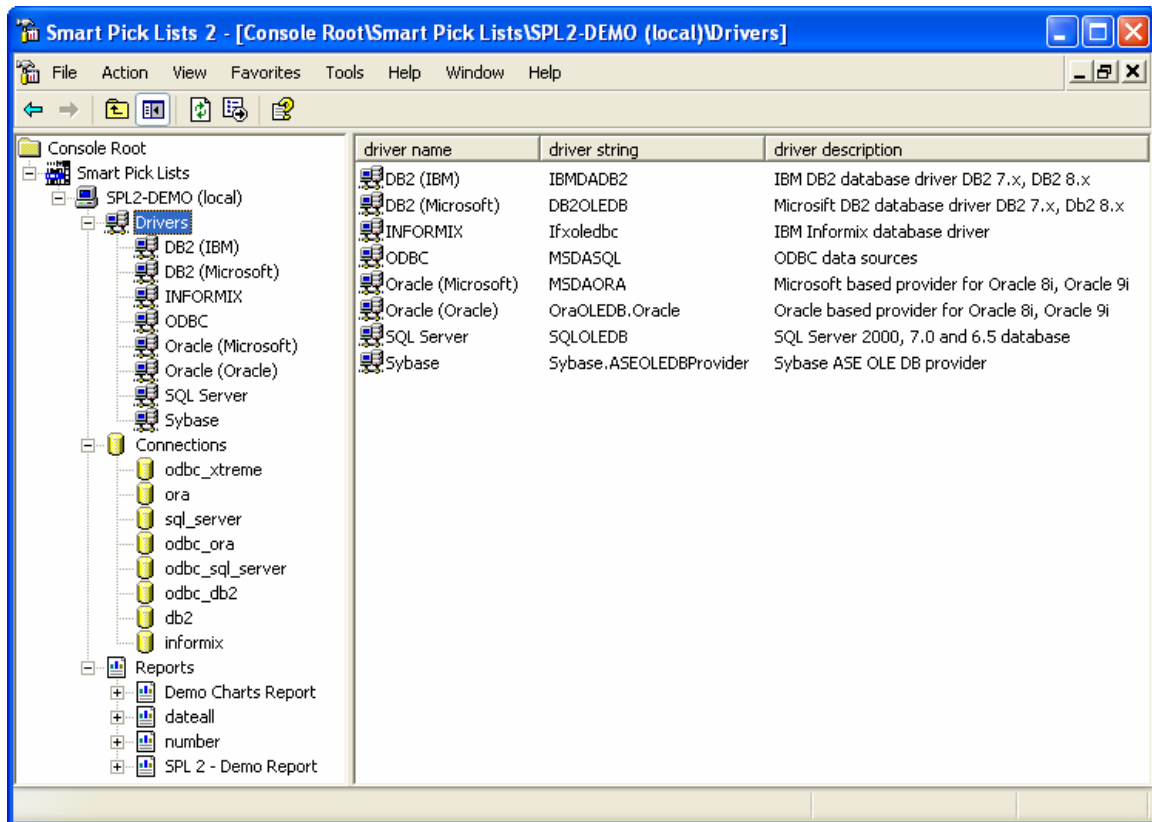 Smart Pick Lists 2 - [Console Root\Smart Pick Lists\SPL2-DEMO (local)\Drivers]
File Action View Favorites Tools Help Window Help
Console Root
Smart Pick Lists
SPL2-DEMO (local)
Drivers
DB2 (IBM)
DB2 (Microsoft)
INFORMIX
ODBC
Oracle (Microsoft)
Oracle (Oracle)
SQL Server
Sybase
Connections
odbc_xtreme
ora
sql_server
odbc_ora
odbc_sql_server
odbc_db2
db2
informix
Reports
Demo Charts Report
dateall
number
SPL 2 - Demo Report
driver name driver string driver description
DB2 (IBM) IBMDADB2 IBM DB2 database driver DB2 7.x, DB2 8.x
DB2 (Microsoft) DB2OLEDB Microsift DB2 database driver DB2 7.x, Db2 8.x
INFORMIX Ifxoledbc IBM Informix database driver
ODBC MSDASQL ODBC data sources
Oracle (Microsoft) MSDAORA Microsoft based provider for Oracle 8i, Oracle 9i
Oracle (Oracle) OraOLEDB.Oracle Oracle based provider for Oracle 8i, Oracle 9i
SQL Server SQLOLEDB SQL Server 2000, 7.0 and 6.5 database
Sybase Sybase.ASEOLEDBProvider Sybase ASE OLE DB provider